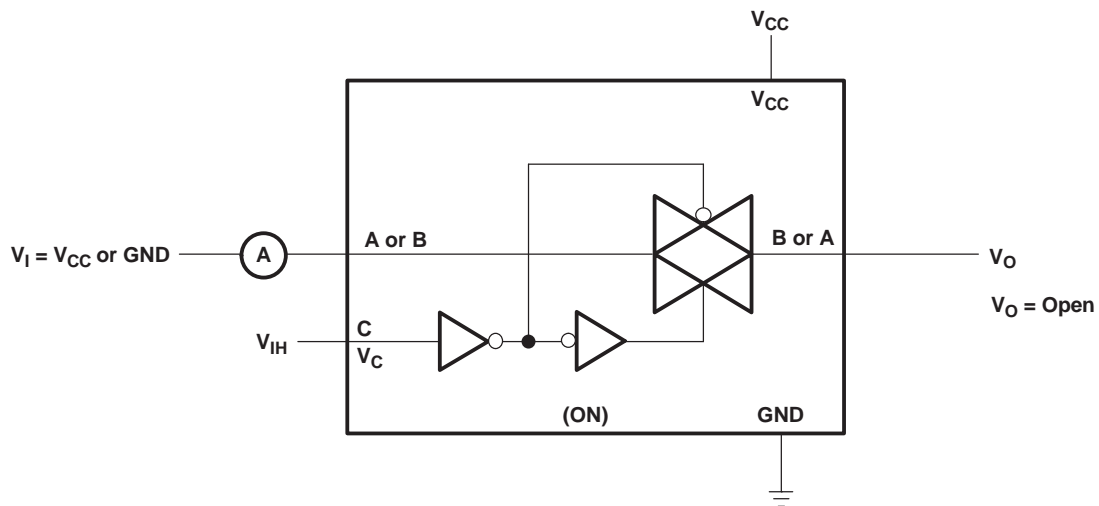 VCC
VCC
A or B
B or A
VI = VCC or GND
A
VO
VO = Open
VIH
C
VC
(ON)
GND